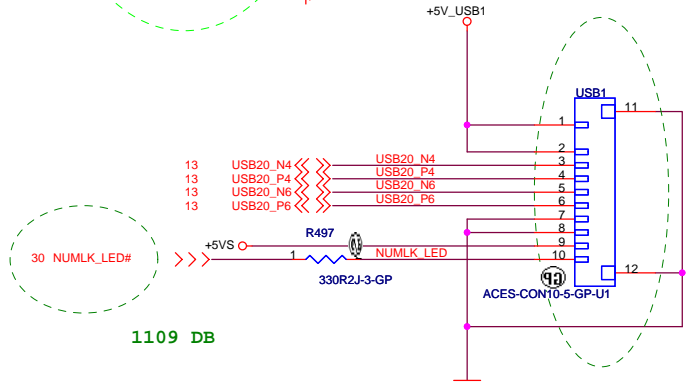 +5V_USB1
USB1
11
1
2
13 USB20_N4 USB20_N4 3
13 USB20_P4 USB20_P4 4
13 USB20_N6 USB20_N6 5
13 USB20_P6 USB20_P6 6
7
R497
8
+5VS 9
30 NUMLK_LED# 1 2 NUMLK_LED 10
12
GP
330R2J-3-GP
ACES-CON10-5-GP-U1
1109 DB